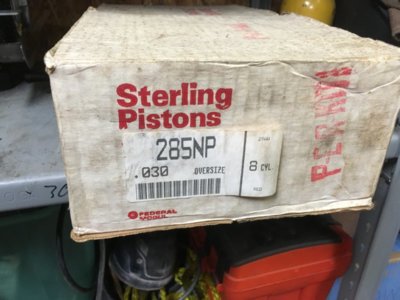 Sterling
Pistons
285NP
.030 OVERSIZE
8 CYL
FEDERAL
MOGUL